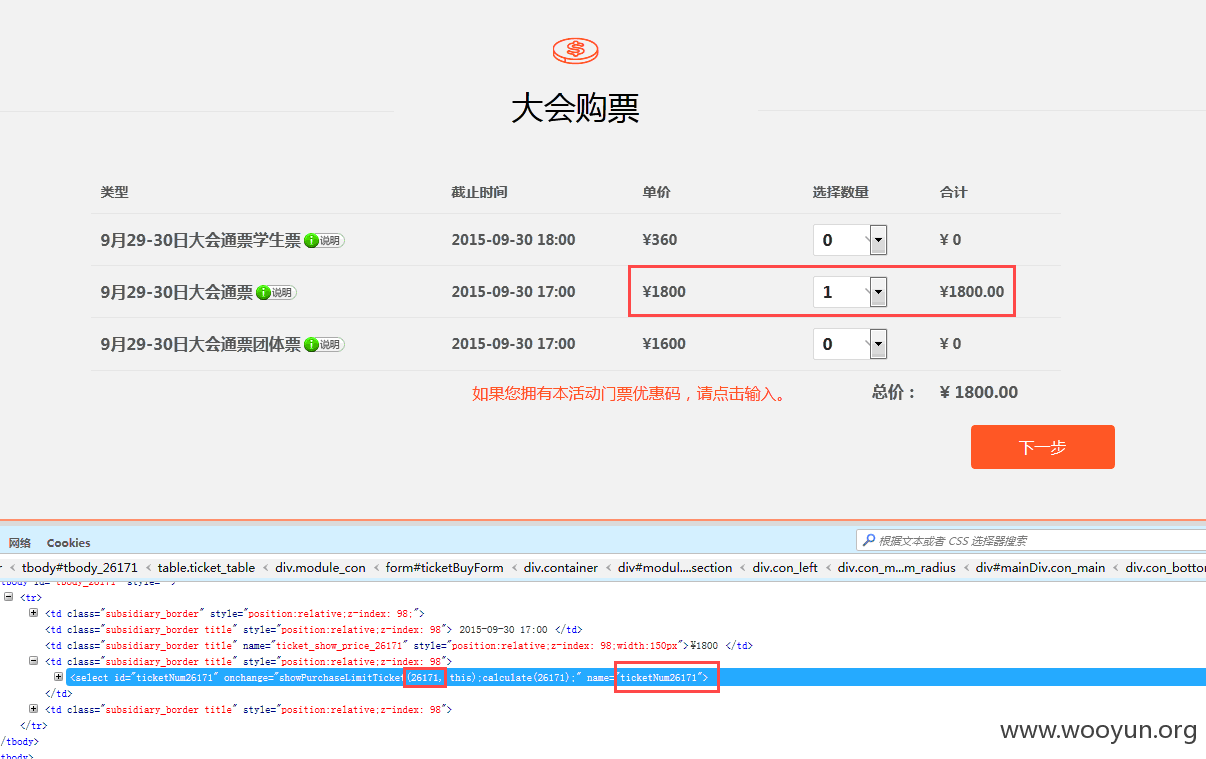 大会购票
类型 截止时间 单价 选择数量 合计
9月29-30日大会通票学生票 说明 2015-09-30 18:00 ¥360 0 ¥ 0
9月29-30日大会通票 说明 2015-09-30 17:00 ¥1800 1 ¥1800.00
9月29-30日大会通票团体票 说明 2015-09-30 17:00 ¥1600 0 ¥ 0
如果您拥有本活动门票优惠码，请点击输入。 总价： ¥ 1800.00
下一步
网络 Cookies 根据文本或者 CSS 选择器搜索
r < tbody#tbody_26171 < table.ticket_table < div.module_con < form#ticketBuyForm < div.container < div#modul....section < div.con_left < div.con_m...m_radius < div#mainDiv.con_main < div.con_bottor
tbody id="tbody_26171" style="">
<tr>
<td class="subsidiary_border" style="position:relative;z-index: 98;">
<td class="subsidiary_border title" style="position:relative;z-index: 98"> 2015-09-30 17:00 </td>
<td class="subsidiary_border title" name="ticket_show_price_26171" style="position:relative;z-index: 98;width:150px">¥1800 </td>
<td class="subsidiary_border title" style="position:relative;z-index: 98">
<select id="ticketNum26171" onchange="showPurchaseLimitTicket(26171, this);calculate(26171);" name="ticketNum26171">
</td>
<td class="subsidiary_border title" style="position:relative;z-index: 98">
</tr>
/tbody>
tbody>
www.wooyun.org